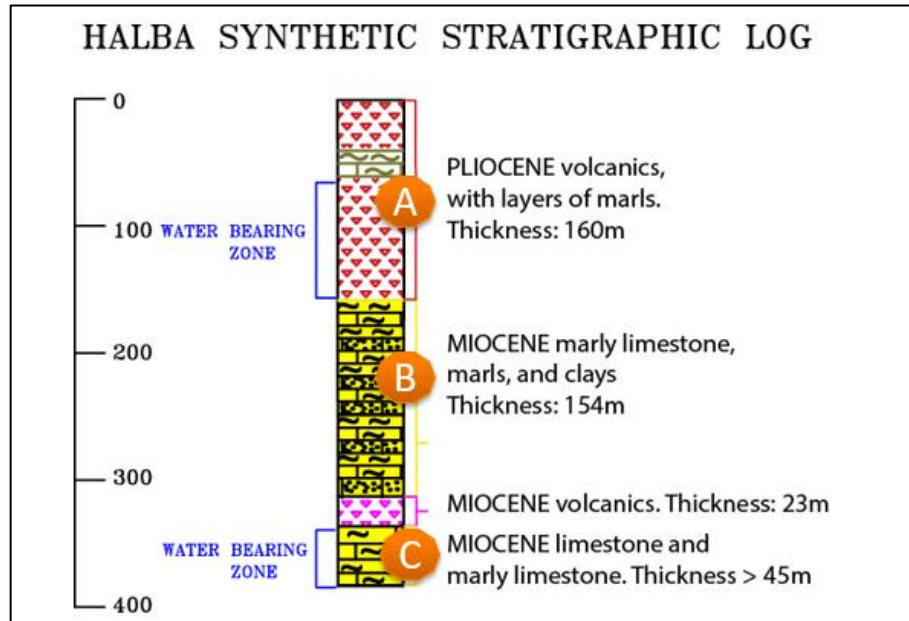 HALBA SYNTHETIC STRATIGRAPHIC LOG
0
100
200
300
400
WATER BEARING
ZONE
A
PLIOCENE volcanics,
with layers of marls.
Thickness: 160m
B
MIOCENE marly limestone,
marls, and clays
Thickness: 154m
MIOCENE volcanics. Thickness: 23m
WATER BEARING
ZONE
C
MIOCENE limestone and
marly limestone. Thickness > 45m